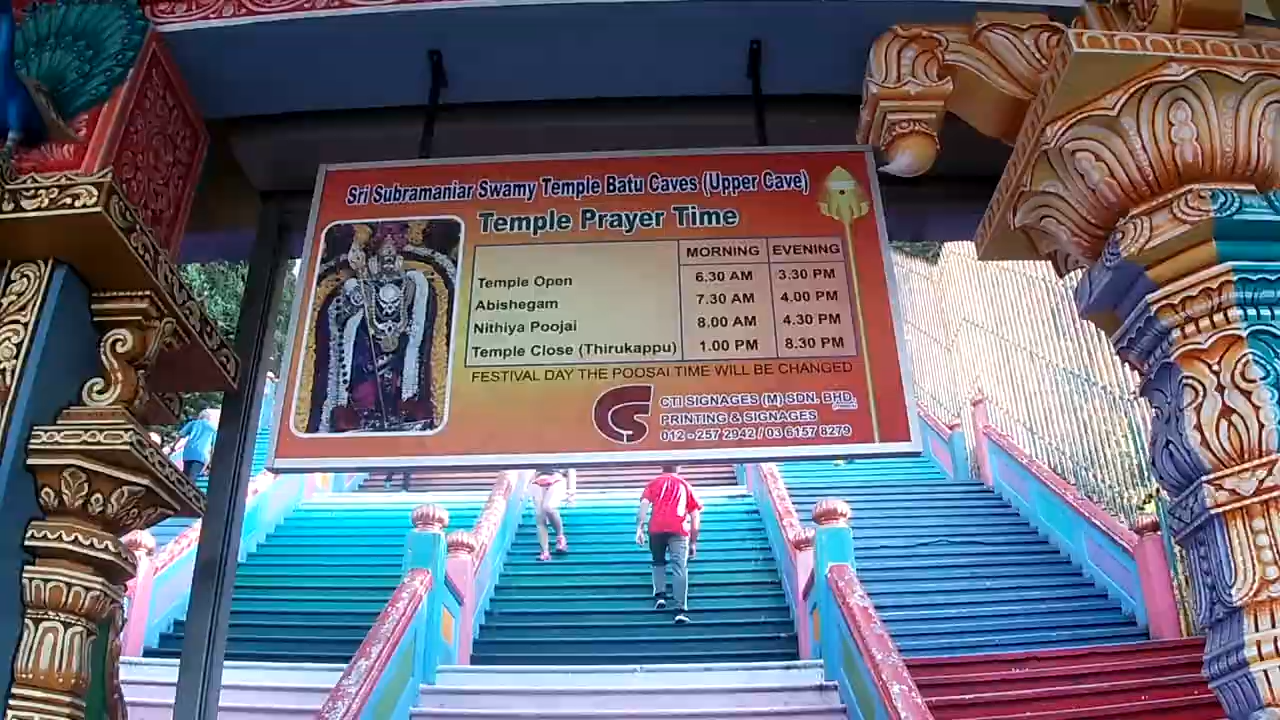 Sri Subramaniar Swamy Temple Batu Caves (Upper Cave)
Temple Prayer Time
MORNING EVENING
Temple Open 6.30 AM 3.30 PM
Abishegam 7.30 AM 4.00 PM
Nithiya Poojai 8.00 AM 4.30 PM
Temple Close (Thirukappu) 1.00 PM 8.30 PM
FESTIVAL DAY THE POOSAI TIME WILL BE CHANGED
CTI SIGNAGES (M) SDN. BHD.
PRINTING & SIGNAGES
012 - 257 2942 / 03 6157 8279